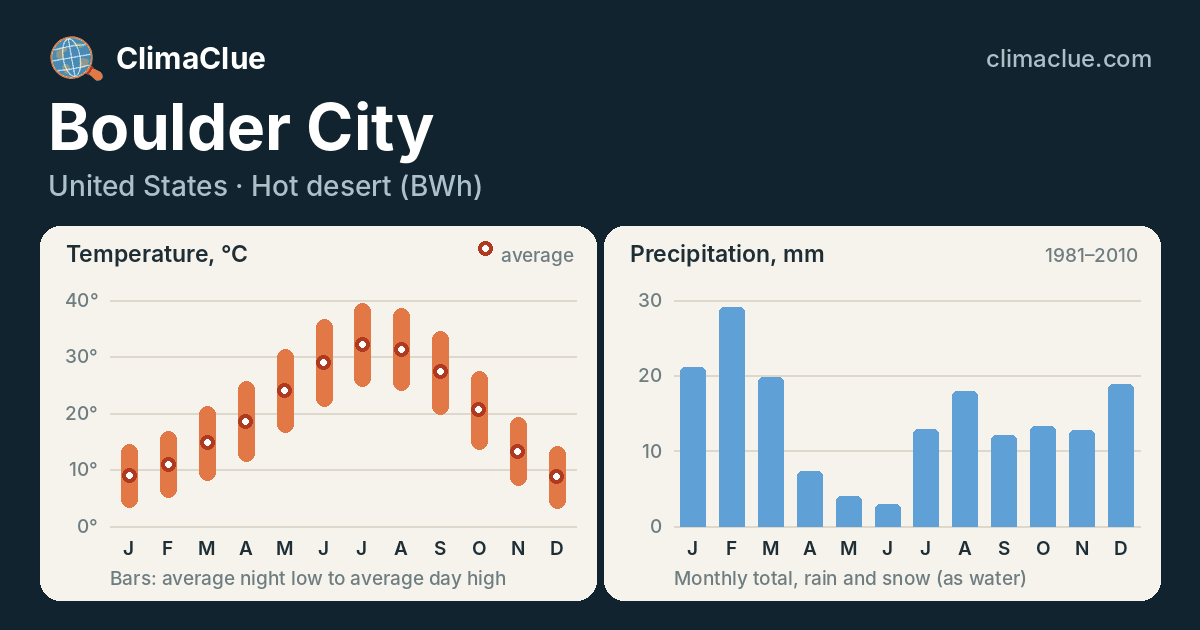 ClimaClue
climaclue.com
Boulder City
United States · Hot desert (BWh)
Temperature, °C
average
40°
30°
20°
10°
0°
J F M A M J J A S O N D
Bars: average night low to average day high
Precipitation, mm
1981–2010
30
20
10
0
J F M A M J J A S O N D
Monthly total, rain and snow (as water)